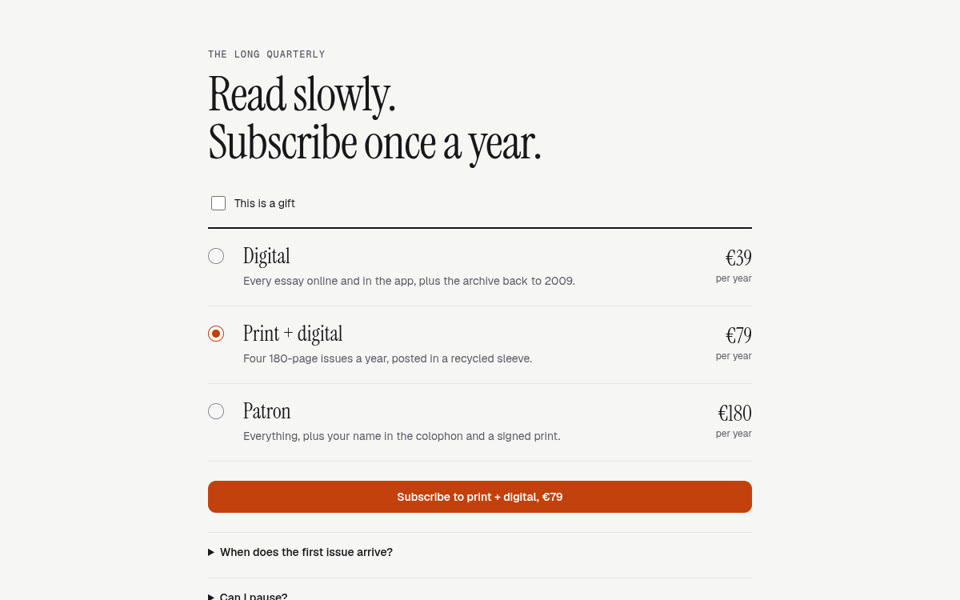 THE LONG QUARTERLY
Read slowly.
Subscribe once a year.
This is a gift
Digital
€39
Every essay online and in the app, plus the archive back to 2009.
per year
Print + digital
€79
Four 180-page issues a year, posted in a recycled sleeve.
per year
Patron
€180
Everything, plus your name in the colophon and a signed print.
per year
Subscribe to print + digital, €79
When does the first issue arrive?
Can I pause?